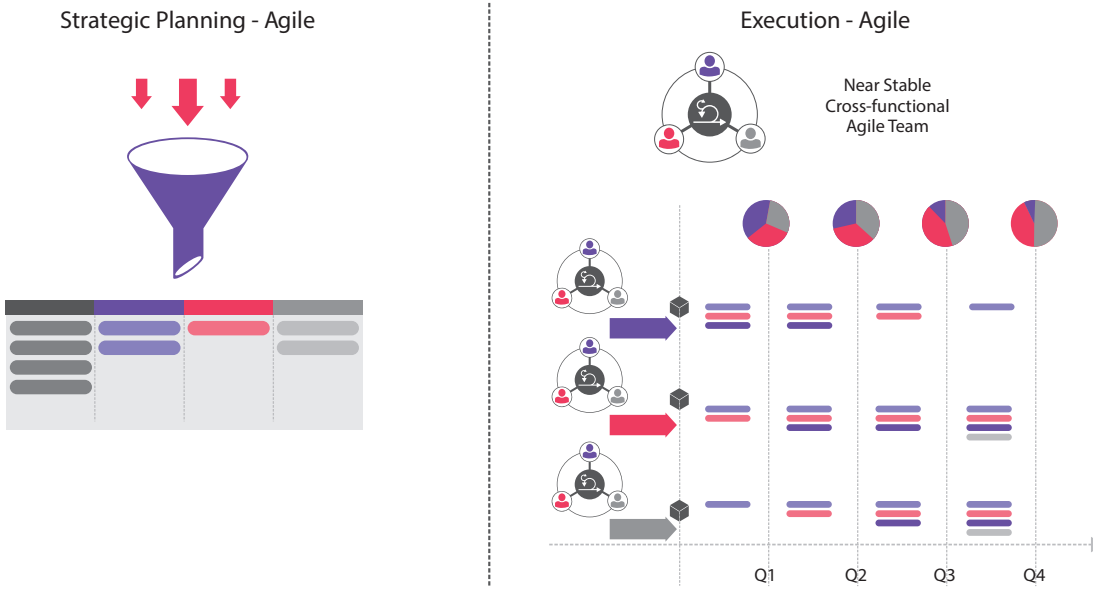 Strategic Planning - Agile
Execution - Agile
Near Stable
Cross-functional
Agile Team
Q1
Q2
Q3
Q4